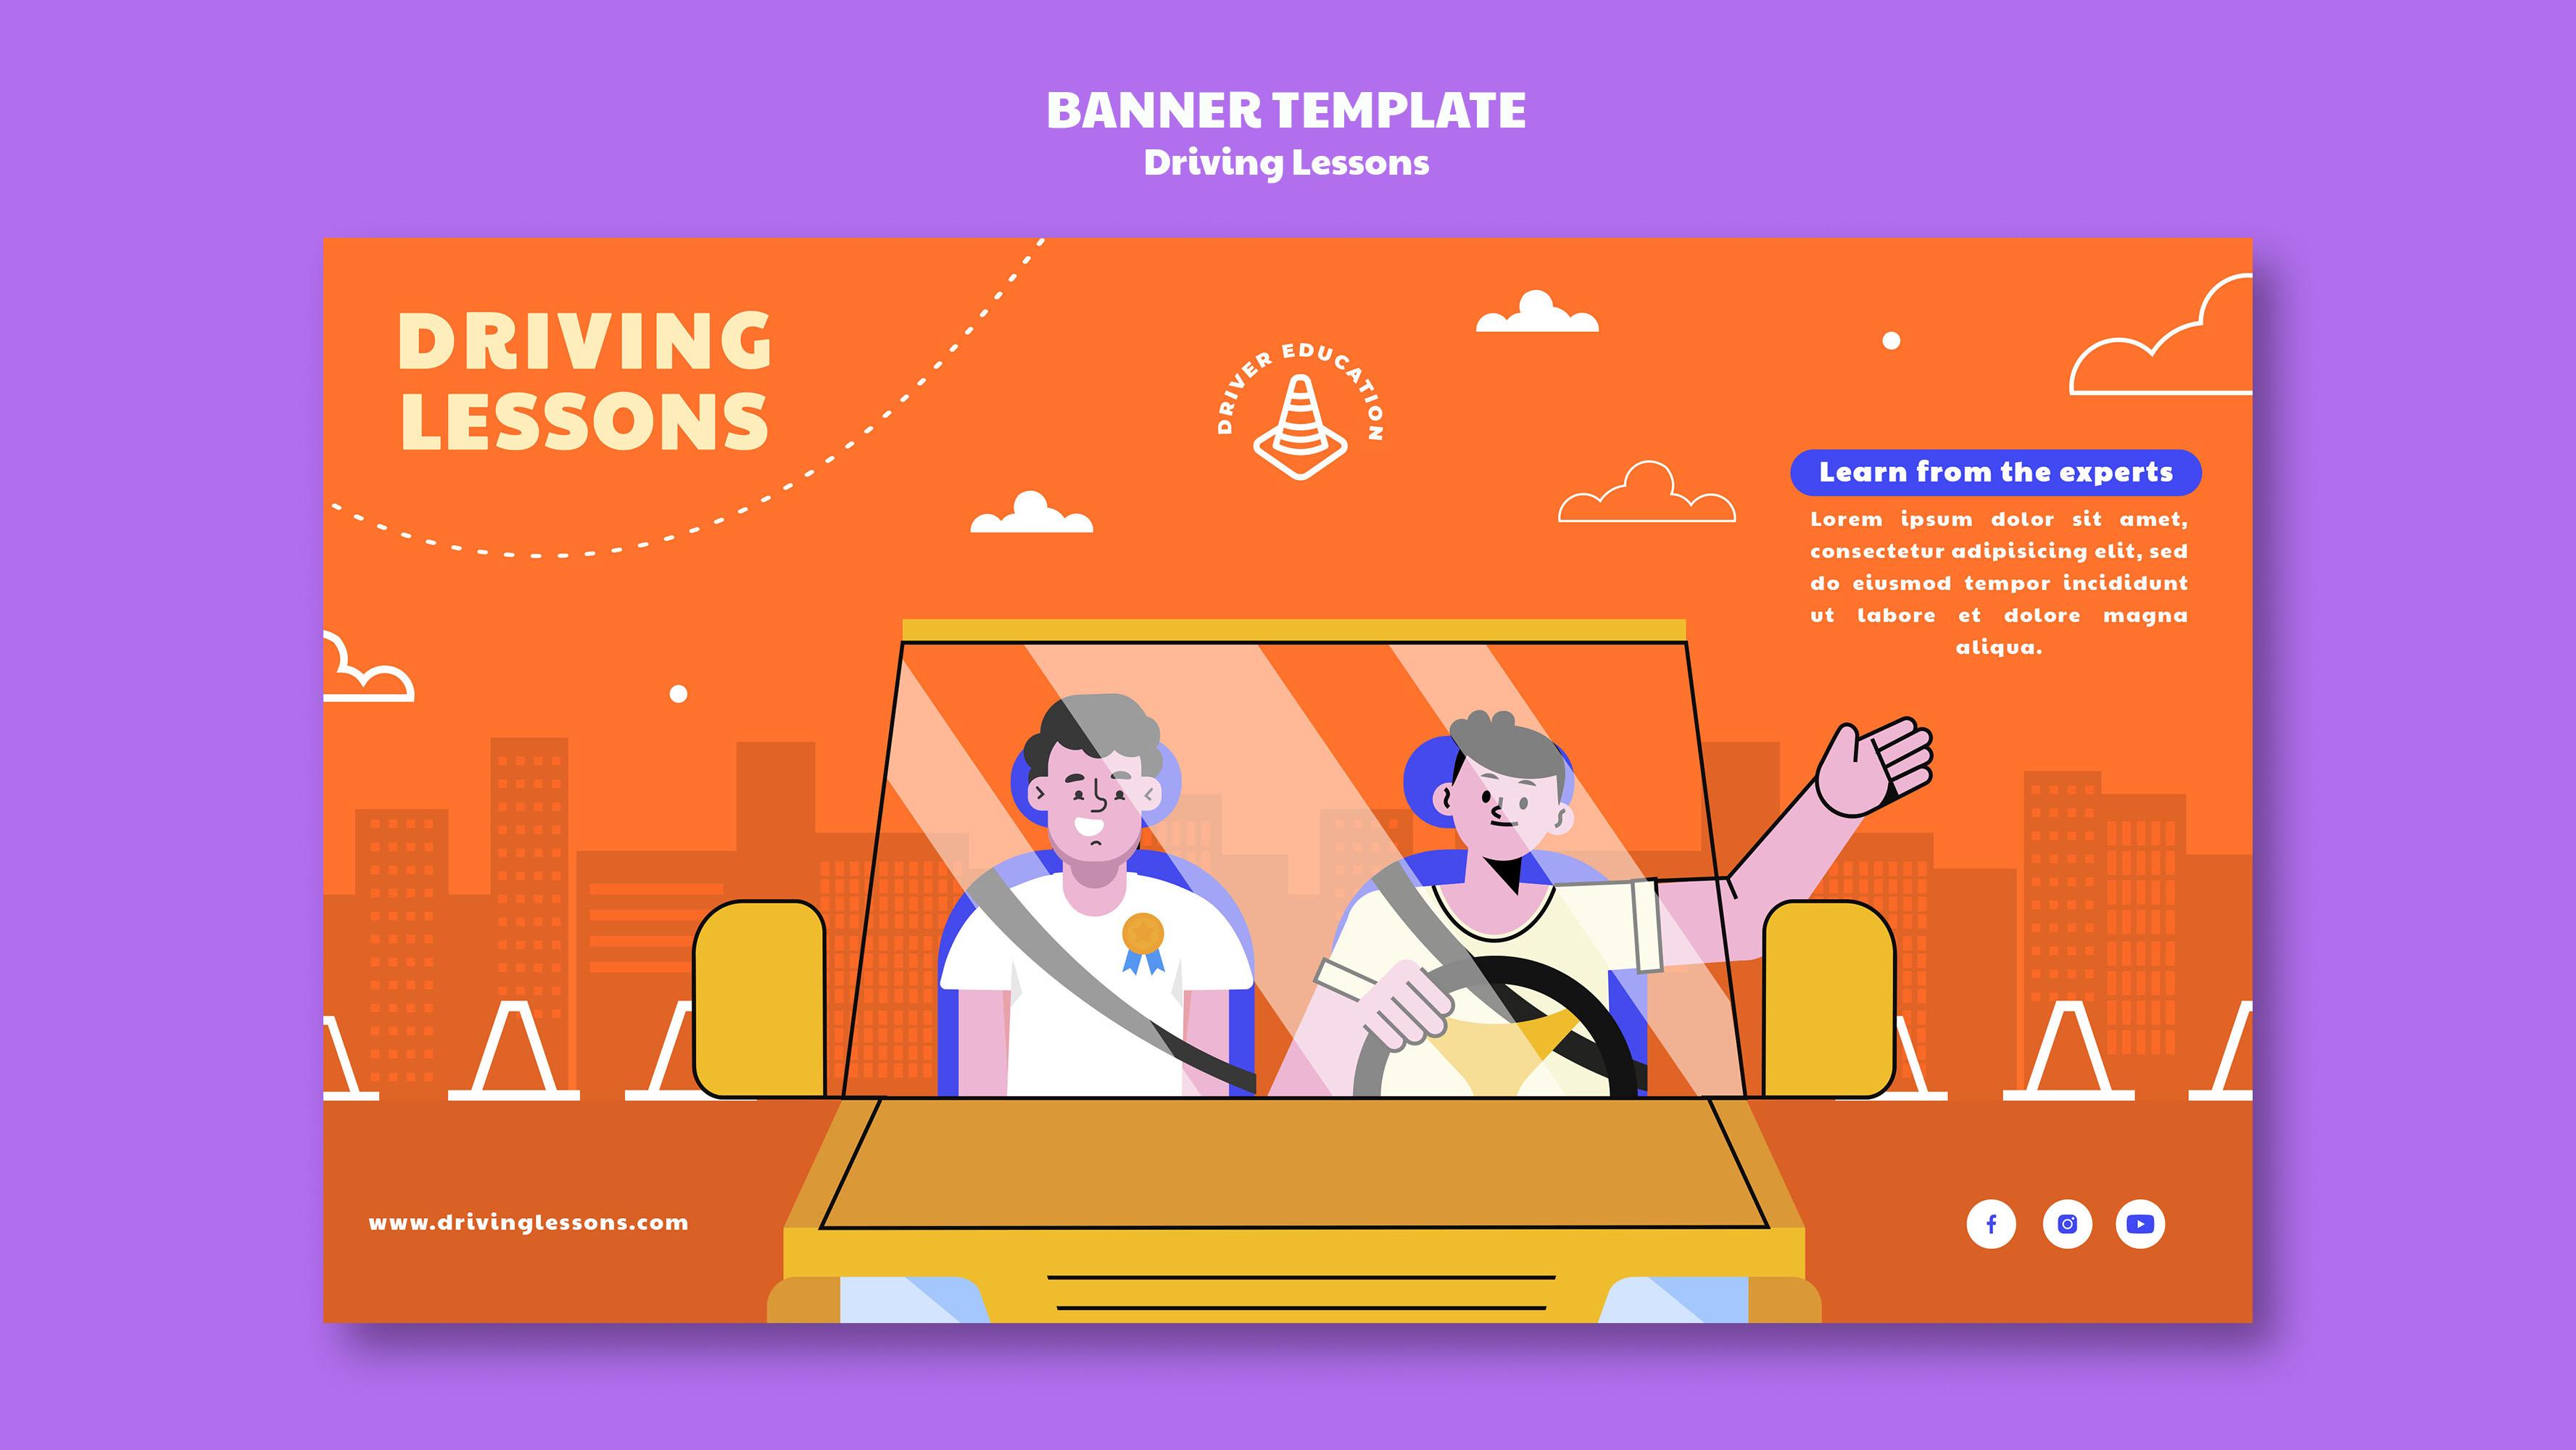 BANNER TEMPLATE
Driving Lessons
DRIVING
LESSONS
DRIVER EDUCATION
Learn from the experts
Lorem ipsum dolor sit amet,
consectetur adipisicing elit, sed
do eiusmod tempor incididunt
ut labore et dolore magna
aliqua.
www.drivinglessons.com